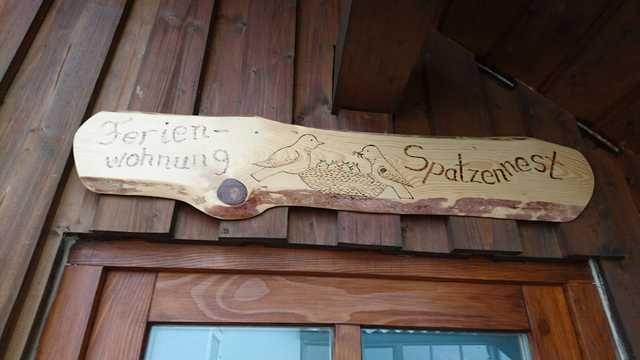 Ferien-
wohnung
Spatzennest